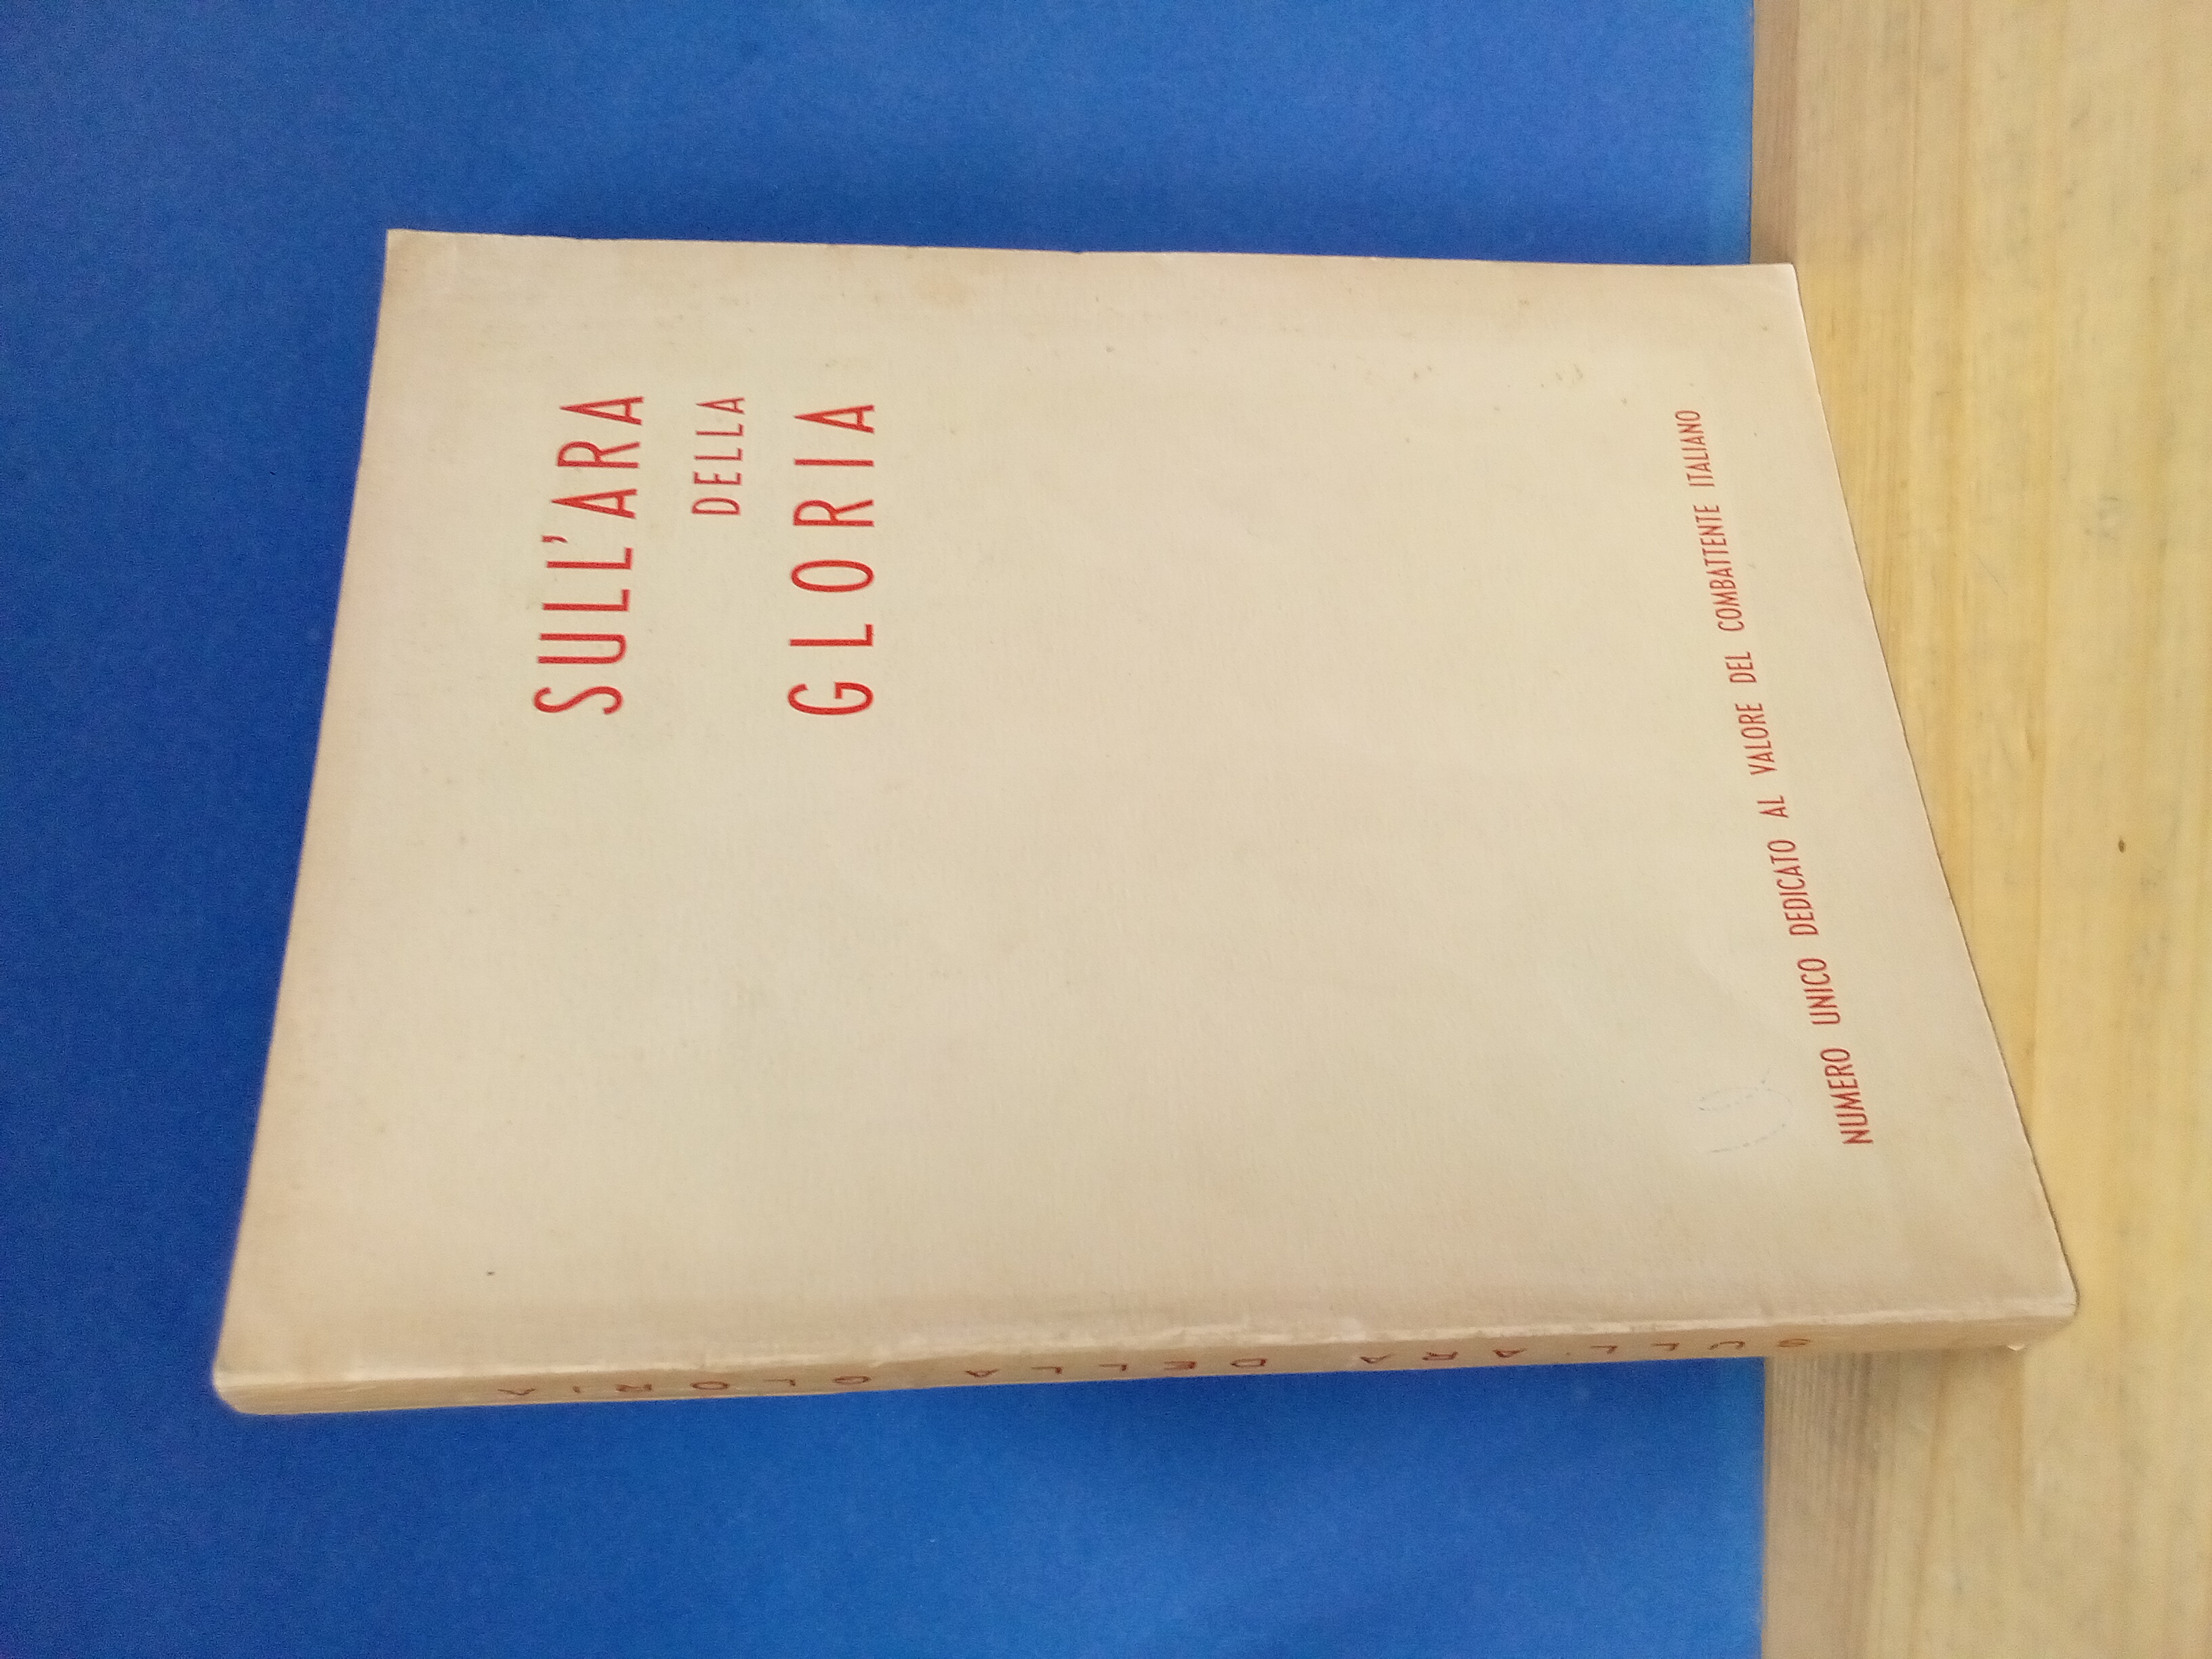 SULL'ARA
DELLA
GLORIA
NUMERO UNICO DEDICATO AL VALORE DEL COMBATTENTE ITALIANO
SULL'ARA DELLA GLORIA